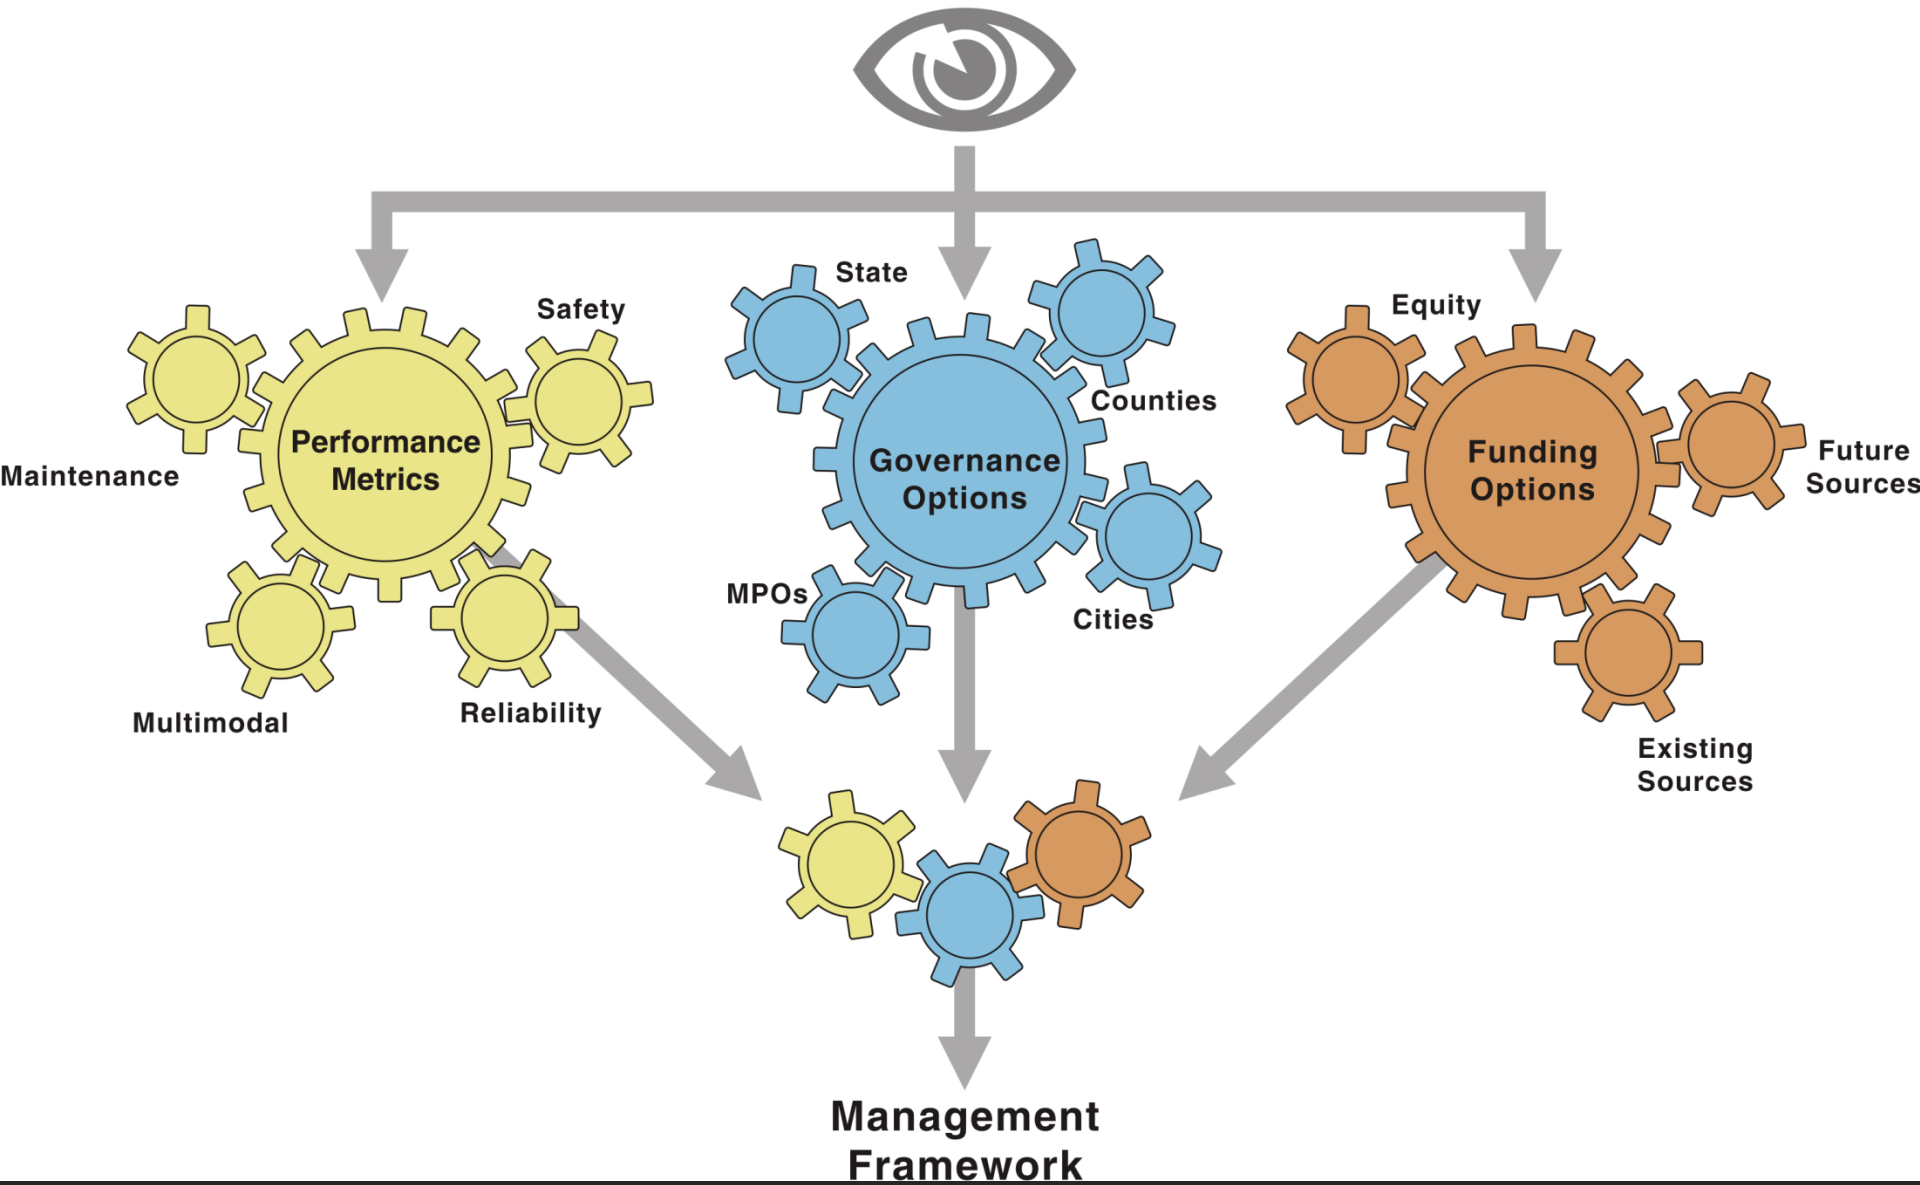 State
Safety
Equity
Maintenance
Performance
Metrics
Counties
Governance
Options
Funding
Options
Future
Sources
MPOs
Cities
Multimodal
Reliability
Existing
Sources
Management
Framework